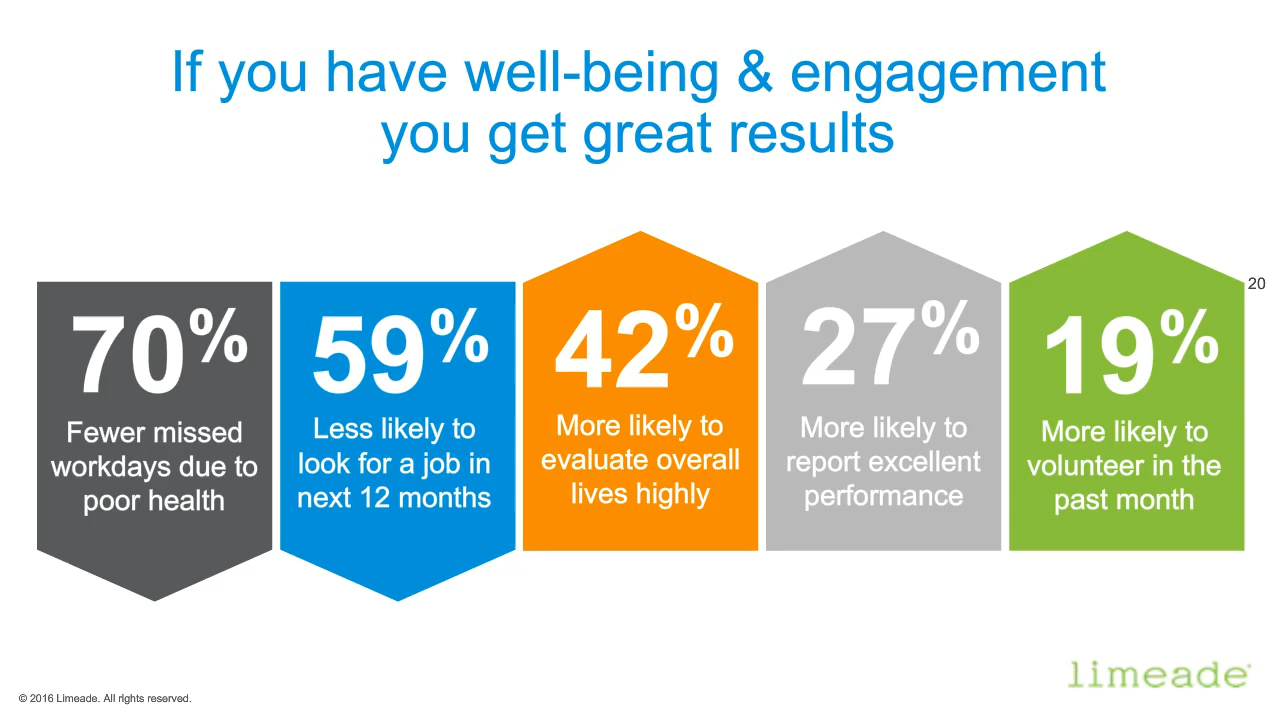 If you have well-being & engagement
you get great results
70%
Fewer missed
workdays due to
poor health
59%
Less likely to
look for a job in
next 12 months
42%
More likely to
evaluate overall
lives highly
27%
More likely to
report excellent
performance
19%
More likely to
volunteer in the
past month
20
© 2016 Limeade. All rights reserved.
limeade